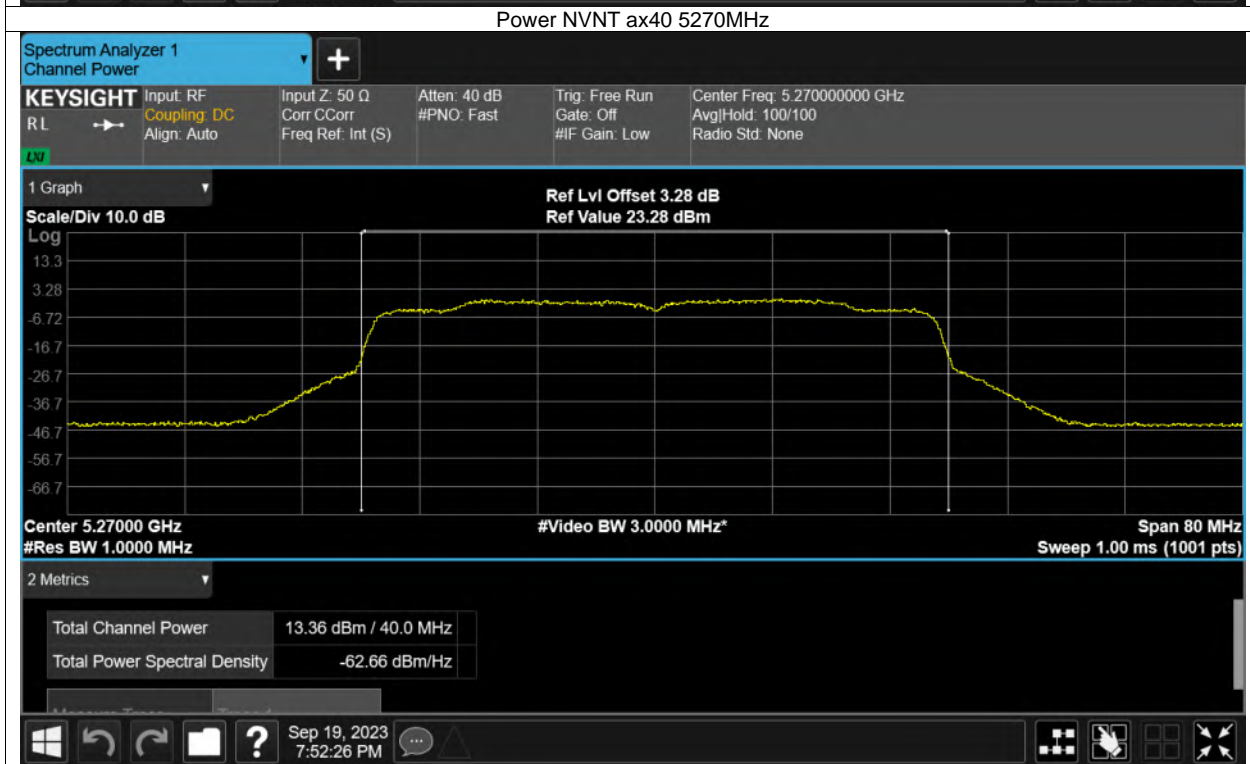 Power NVNT ax40 5270MHz
Spectrum Analyzer 1
Channel Power
+
KEYSIGHT
RL
LXI
Input: RF
Coupling: DC
Align: Auto
Input Z: 50 Ω
Corr CCorr
Freq Ref: Int (S)
Atten: 40 dB
#PNO: Fast
Trig: Free Run
Gate: Off
#IF Gain: Low
Center Freq: 5.270000000 GHz
Avg|Hold: 100/100
Radio Std: None
1 Graph
Scale/Div 10.0 dB
Ref Lvl Offset 3.28 dB
Ref Value 23.28 dBm
Log
13.3
3.28
-6.72
-16.7
-26.7
-36.7
-46.7
-56.7
-66.7
Center 5.27000 GHz
#Res BW 1.0000 MHz
#Video BW 3.0000 MHz*
Span 80 MHz
Sweep 1.00 ms (1001 pts)
2 Metrics
Total Channel Power 13.36 dBm / 40.0 MHz
Total Power Spectral Density -62.66 dBm/Hz
?
Sep 19, 2023
7:52:26 PM